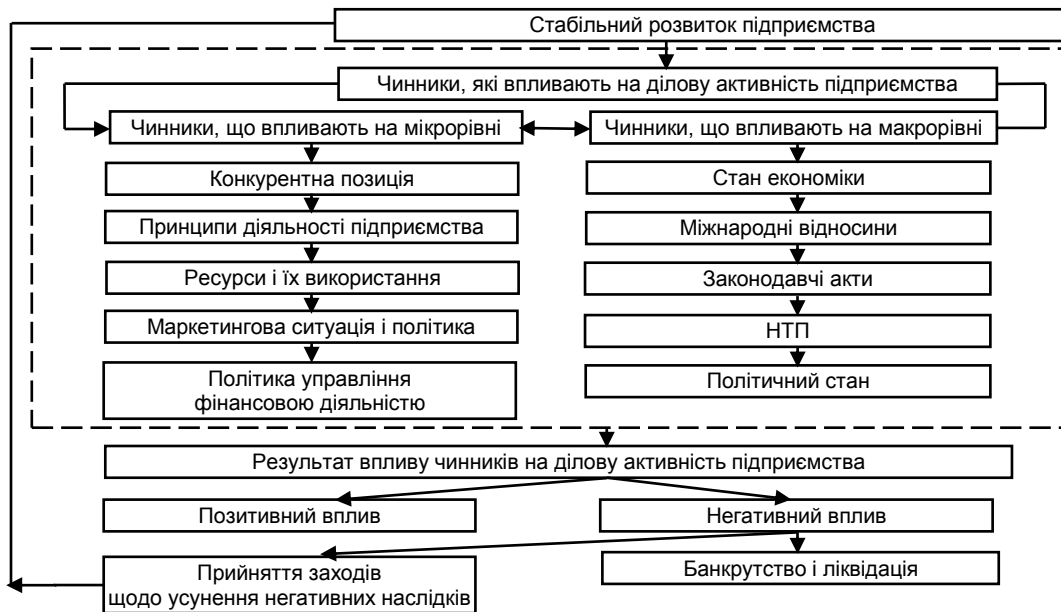 Стабільний розвиток підприємства
Чинники, які впливають на ділову активність підприємства
Чинники, що впливають на мікрорівні
Чинники, що впливають на макрорівні
Конкурентна позиція
Стан економіки
Принципи діяльності підприємства
Міжнародні відносини
Ресурси і їх використання
Законодавчі акти
Маркетингова ситуація і політика
НТП
Політика управління
фінансовою діяльністю
Політичний стан
Результат впливу чинників на ділову активність підприємства
Позитивний вплив
Негативний вплив
Прийняття заходів
щодо усунення негативних наслідків
Банкрутство і ліквідація